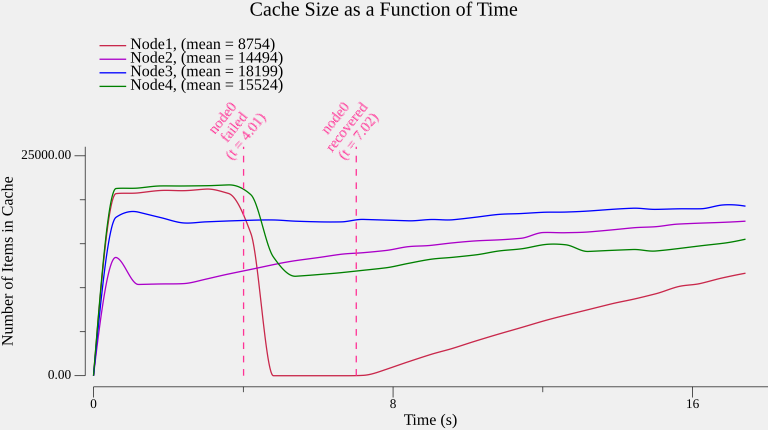 Cache Size as a Function of Time
Node1, (mean = 8754)
Node2, (mean = 14494)
Node3, (mean = 18199)
Node4, (mean = 15524)
node0
failed
(t = 4.01)
node0
recovered
(t = 7.02)
25000.00
Number of Items in Cache
0.00
0
8
16
Time (s)